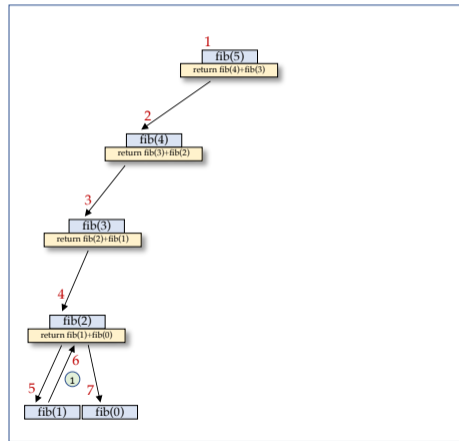 1
fib(5)
return fib(4)+fib(3)
2
fib(4)
return fib(3)+fib(2)
3
fib(3)
return fib(2)+fib(1)
4
fib(2)
return fib(1)+fib(0)
6
5 1 7
fib(1) fib(0)